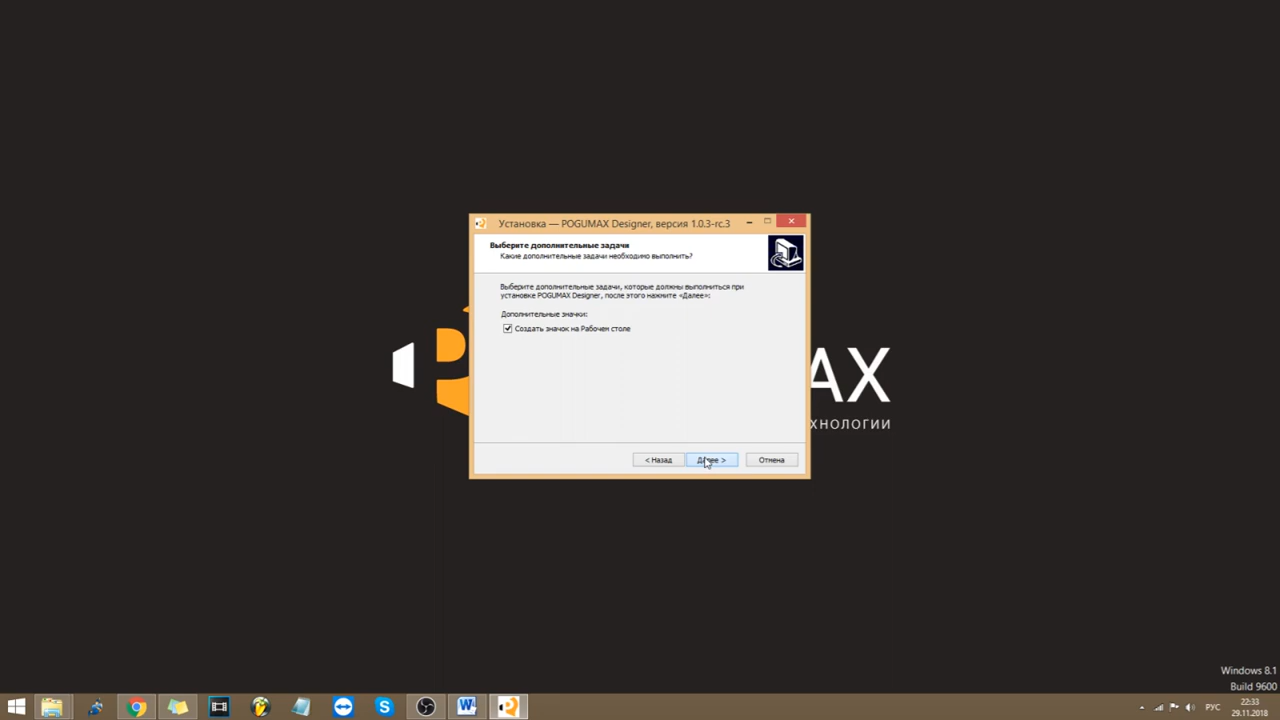 Установка — POGUMAX Designer, версия 1.0.3-rc.3
Выберите дополнительные задачи
Какие дополнительные задачи необходимо выполнить?
Выберите дополнительные задачи, которые должны выполниться при
установке POGUMAX Designer, после этого нажмите «Далее»:
Дополнительные значки:
Создать значок на Рабочем столе
АХ
ХНОЛОГИИ
< Назад
Далее >
Отмена
Windows 8.1
Build 9600
РУС
22:33
29.11.2018